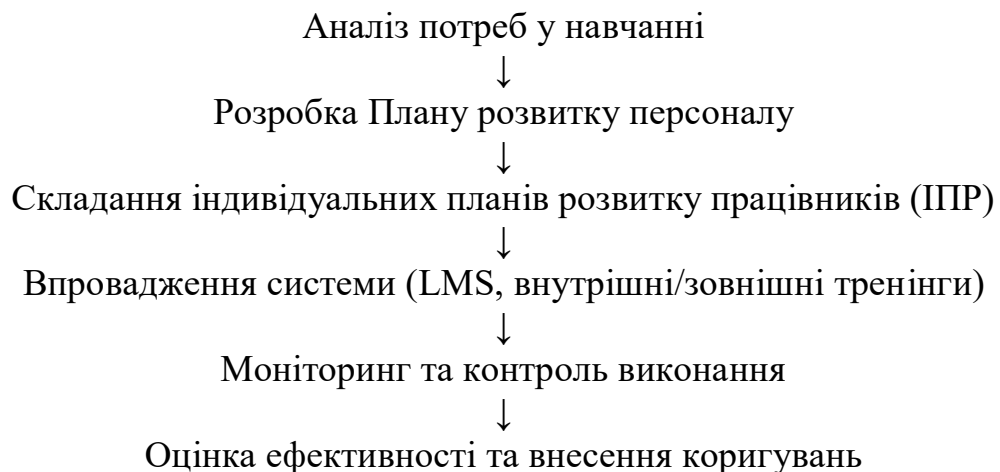 Аналіз потреб у навчанні
↓
Розробка Плану розвитку персоналу
↓
Складання індивідуальних планів розвитку працівників (ІПР)
↓
Впровадження системи (LMS, внутрішні/зовнішні тренінги)
↓
Моніторинг та контроль виконання
↓
Оцінка ефективності та внесення коригувань